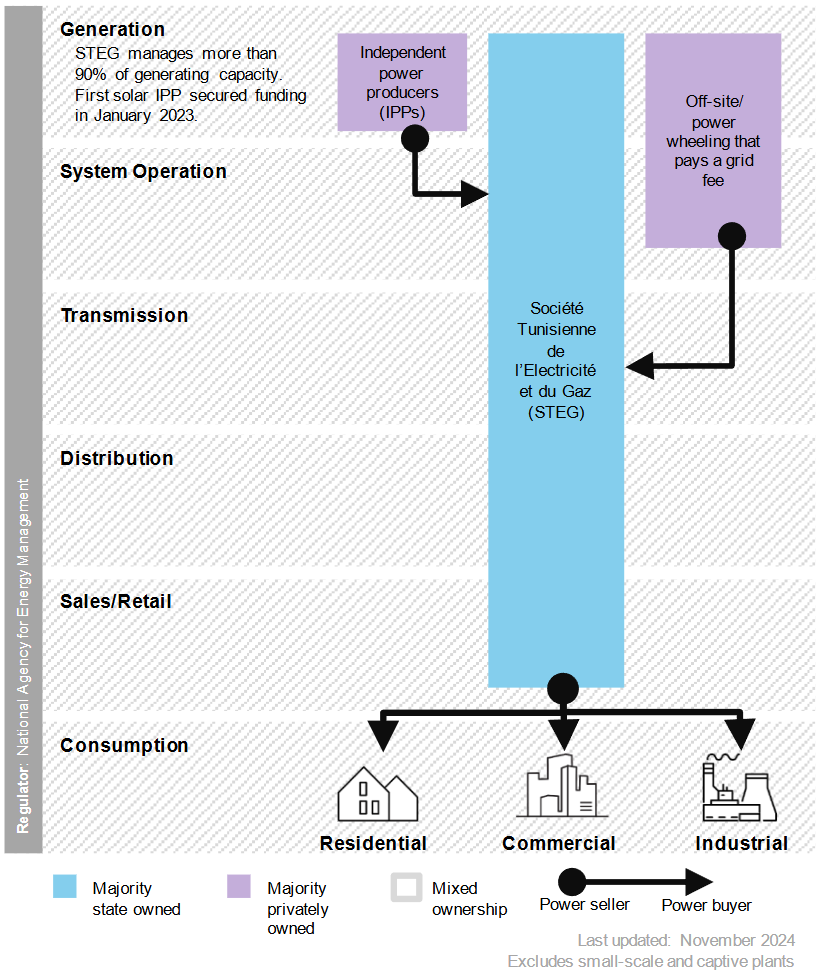 Generation
STEG manages more than
90% of generating capacity.
First solar IPP secured funding
in January 2023.
Independent
power
producers
(IPPs)
Off-site/
power
wheeling that
pays a grid
fee
System Operation
Transmission
Société
Tunisienne
de
l’Electricité
et du Gaz
(STEG)
Distribution
Sales/Retail
Consumption
Regulator: National Agency for Energy Management
Residential
Commercial
Industrial
Majority
state owned
Majority
privately
owned
Mixed
ownership
Power seller
Power buyer
Last updated: November 2024
Excludes small-scale and captive plants